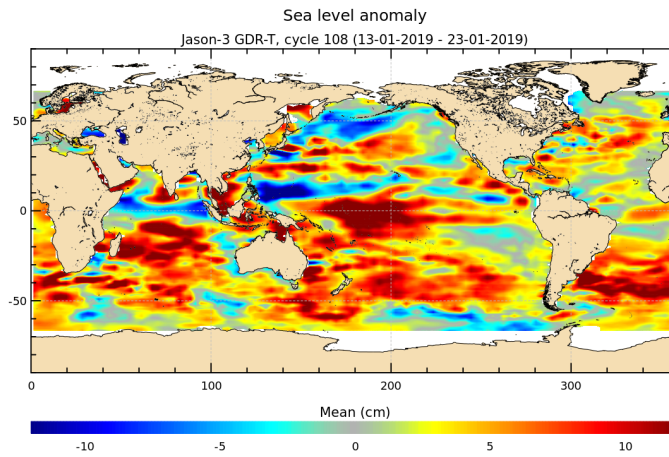 Sea level anomaly
Jason-3 GDR-T, cycle 108 (13-01-2019 - 23-01-2019)
50
0
-50
0 100 200 300
Mean (cm)
-10 -5 0 5 10